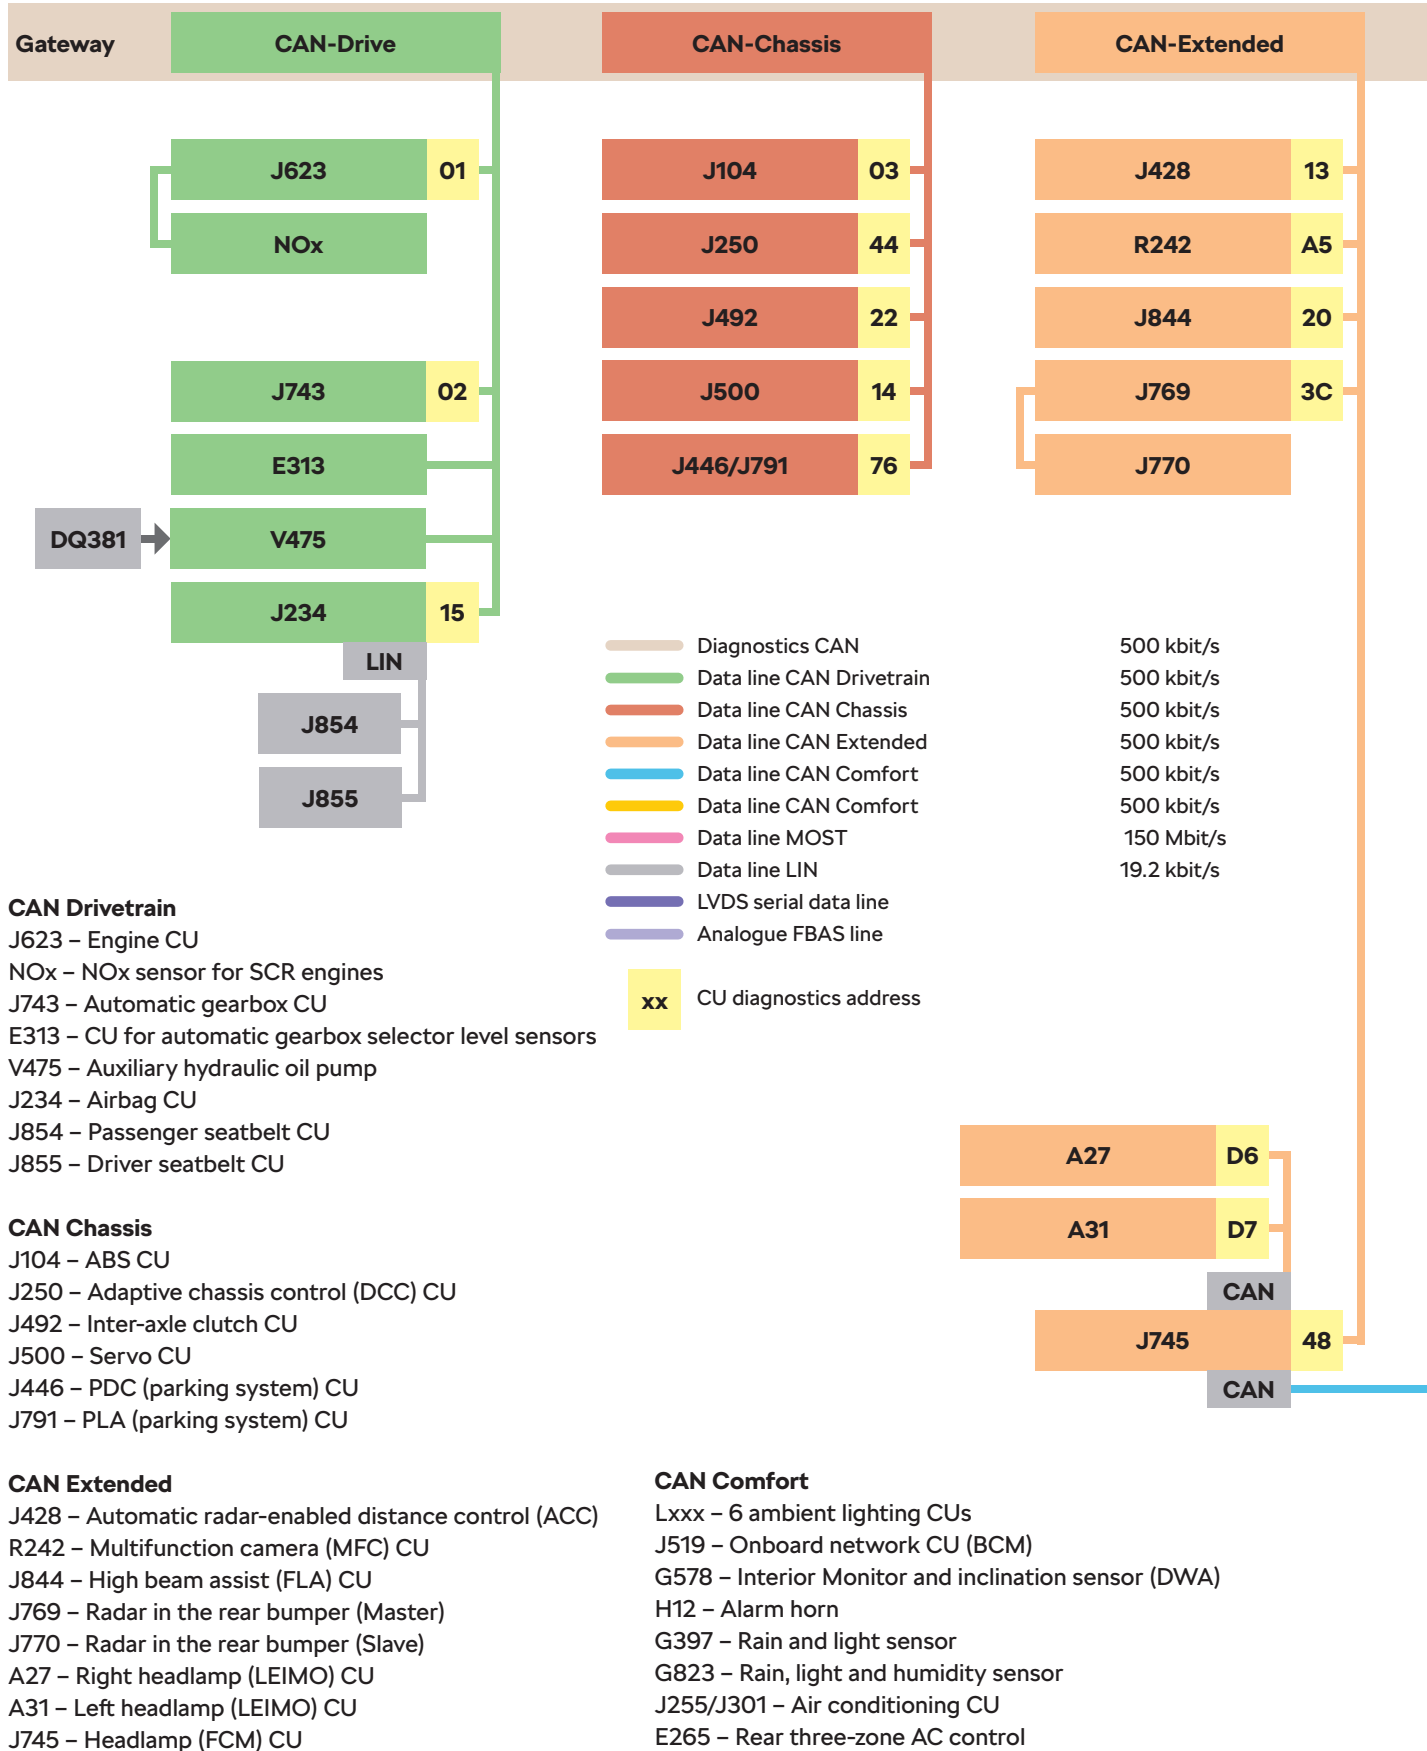 Gateway
CAN-Drive
CAN-Chassis
CAN-Extended
J623 01
NOx
J743 02
E313
DQ381
V475
J234 15
LIN
J854
J855
J104 03
J250 44
J492 22
J500 14
J446/J791 76
J428 13
R242 A5
J844 20
J769 3C
J770
Diagnostics CAN 500 kbit/s
Data line CAN Drivetrain 500 kbit/s
Data line CAN Chassis 500 kbit/s
Data line CAN Extended 500 kbit/s
Data line CAN Comfort 500 kbit/s
Data line CAN Comfort 500 kbit/s
Data line MOST 150 Mbit/s
Data line LIN 19.2 kbit/s
LVDS serial data line
Analogue FBAS line
xx CU diagnostics address
A27 D6
A31 D7
CAN
J745 48
CAN
CAN Drivetrain
J623 – Engine CU
NOx – NOx sensor for SCR engines
J743 – Automatic gearbox CU
E313 – CU for automatic gearbox selector level sensors
V475 – Auxiliary hydraulic oil pump
J234 – Airbag CU
J854 – Passenger seatbelt CU
J855 – Driver seatbelt CU
CAN Chassis
J104 – ABS CU
J250 – Adaptive chassis control (DCC) CU
J492 – Inter-axle clutch CU
J500 – Servo CU
J446 – PDC (parking system) CU
J791 – PLA (parking system) CU
CAN Extended
J428 – Automatic radar-enabled distance control (ACC)
R242 – Multifunction camera (MFC) CU
J844 – High beam assist (FLA) CU
J769 – Radar in the rear bumper (Master)
J770 – Radar in the rear bumper (Slave)
A27 – Right headlamp (LEIMO) CU
A31 – Left headlamp (LEIMO) CU
J745 – Headlamp (FCM) CU
CAN Comfort
Lxxx – 6 ambient lighting CUs
J519 – Onboard network CU (BCM)
G578 – Interior Monitor and inclination sensor (DWA)
H12 – Alarm horn
G397 – Rain and light sensor
G823 – Rain, light and humidity sensor
J255/J301 – Air conditioning CU
E265 – Rear three-zone AC control